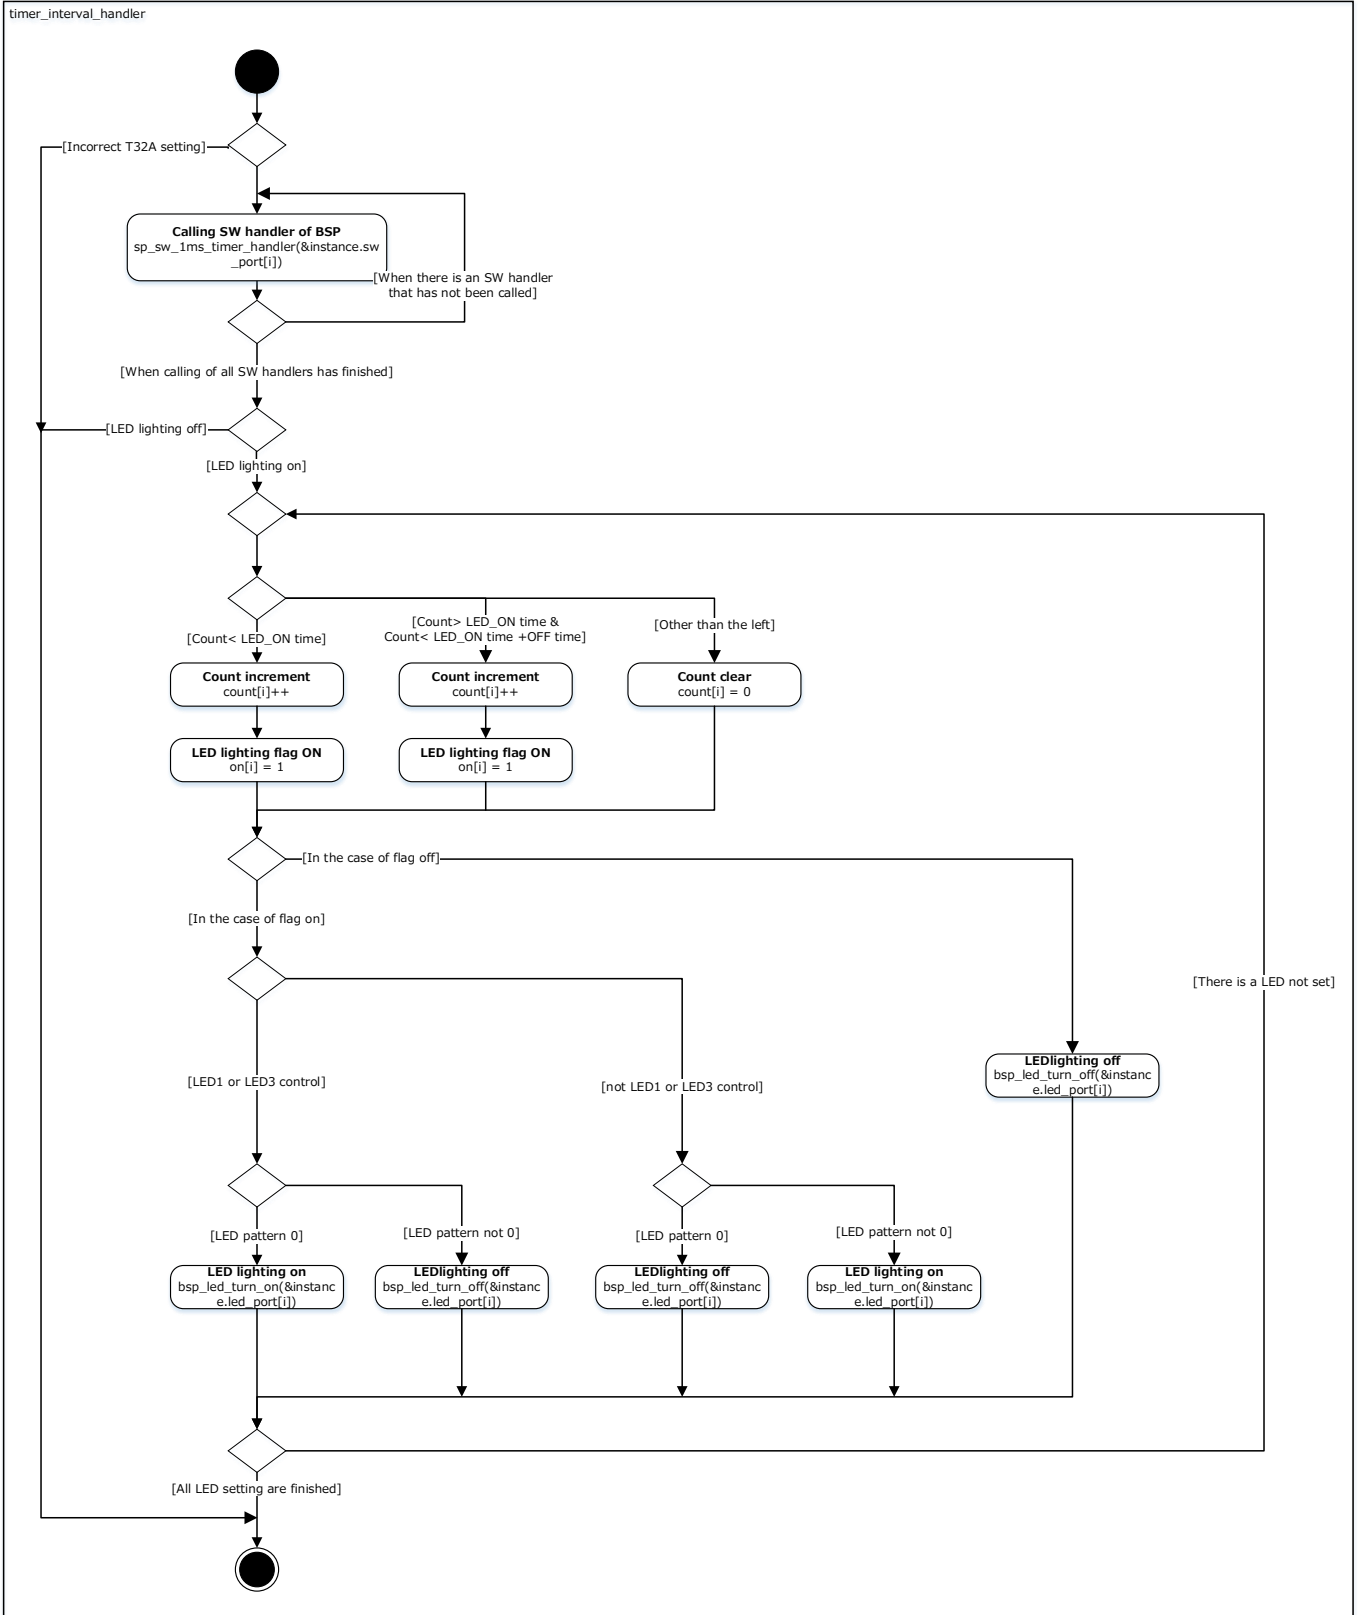 timer_interval_handler
[Incorrect T32A setting]
Calling SW handler of BSP
sp_sw_1ms_timer_handler(&instance.sw
_port[i])
[When there is an SW handler
that has not been called]
[When calling of all SW handlers has finished]
[LED lighting off]
[LED lighting on]
[Count< LED_ON time]
[Count> LED_ON time &
Count< LED_ON time +OFF time]
[Other than the left]
Count increment
count[i]++
Count increment
count[i]++
Count clear
count[i] = 0
LED lighting flag ON
on[i] = 1
LED lighting flag ON
on[i] = 1
[In the case of flag off]
[In the case of flag on]
[There is a LED not set]
LEDlighting off
bsp_led_turn_off(&instanc
e.led_port[i])
[LED1 or LED3 control]
[not LED1 or LED3 control]
[LED pattern 0]
[LED pattern not 0]
[LED pattern 0]
[LED pattern not 0]
LED lighting on
bsp_led_turn_on(&instanc
e.led_port[i])
LEDlighting off
bsp_led_turn_off(&instanc
e.led_port[i])
LEDlighting off
bsp_led_turn_off(&instanc
e.led_port[i])
LED lighting on
bsp_led_turn_on(&instanc
e.led_port[i])
[All LED setting are finished]